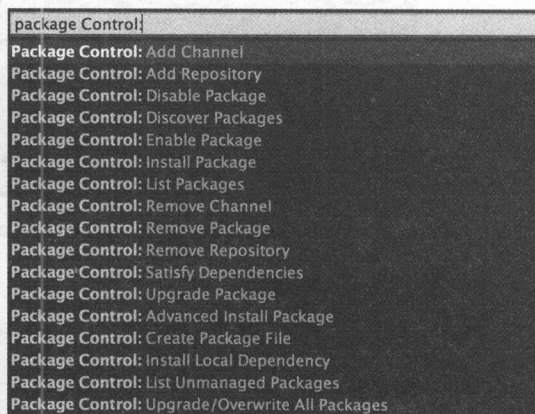 package Control:
Package Control: Add Channel
Package Control: Add Repository
Package Control: Disable Package
Package Control: Discover Packages
Package Control: Enable Package
Package Control: Install Package
Package Control: List Packages
Package Control: Remove Channel
Package Control: Remove Package
Package Control: Remove Repository
Package Control: Satisfy Dependencies
Package Control: Upgrade Package
Package Control: Advanced Install Package
Package Control: Create Package File
Package Control: Install Local Dependency
Package Control: List Unmanaged Packages
Package Control: Upgrade/Overwrite All Packages